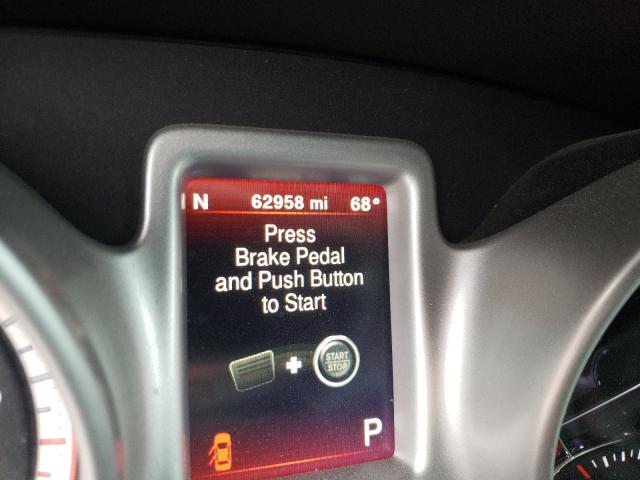 N 62958 mi 68°
Press
Brake Pedal
and Push Button
to Start
START
STOP
P